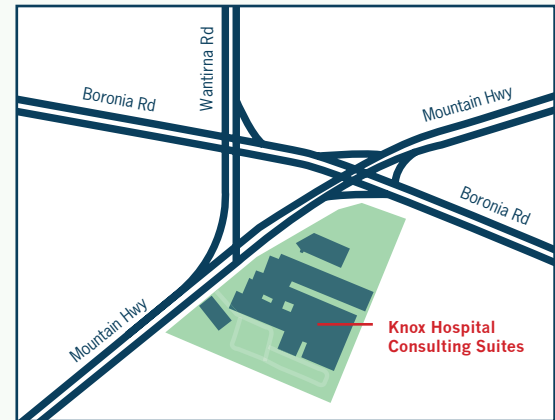 Wantirna Rd
Boronia Rd
Mountain Hwy
Boronia Rd
Mountain Hwy
Knox Hospital
Consulting Suites